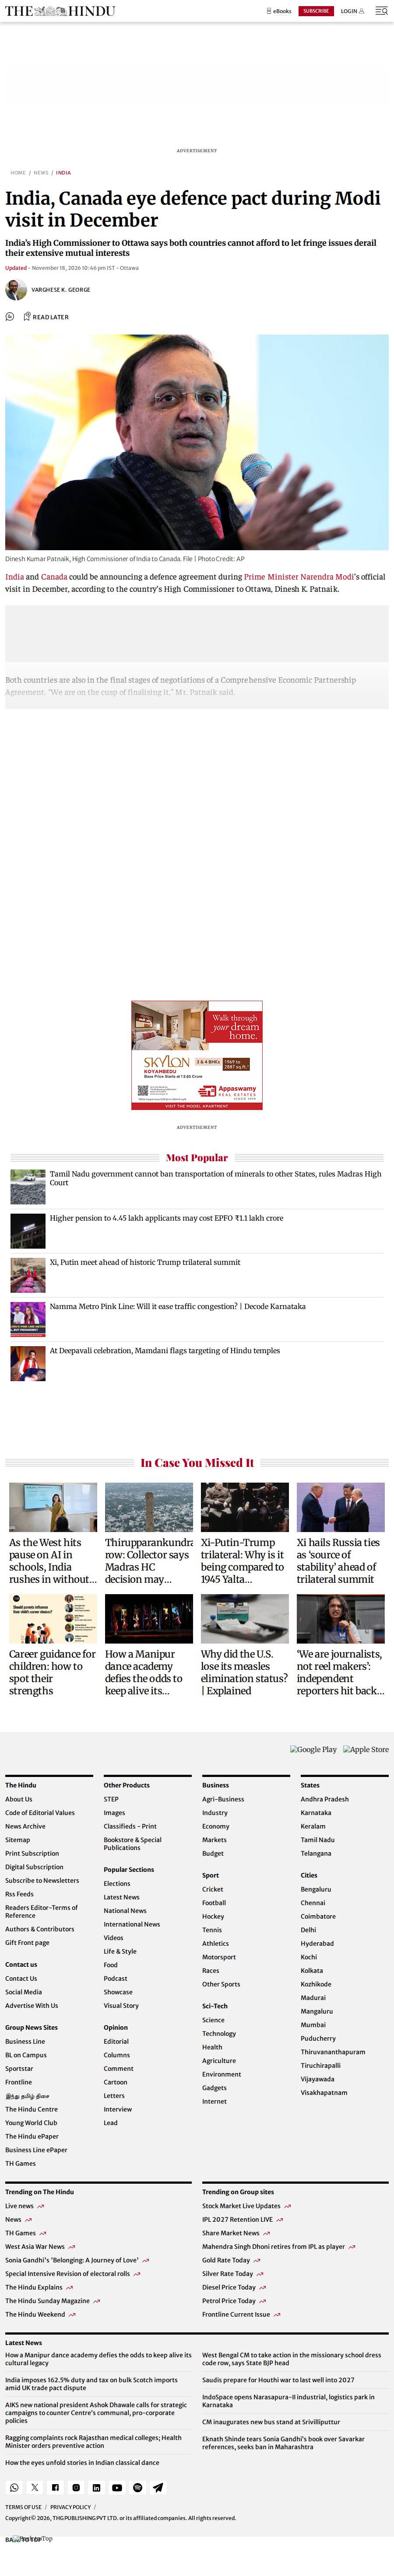 THE HINDU
eBooks
SUBSCRIBE
LOGIN
ADVERTISEMENT
HOME / NEWS / INDIA
India, Canada eye defence pact during Modi
visit in December
India's High Commissioner to Ottawa says both countries cannot afford to let fringe issues derail
their extensive mutual interests
Updated - November 18, 2026 10:46 pm IST - Ottawa
VARGHESE K. GEORGE
READ LATER
Dinesh Kumar Patnaik, High Commissioner of India to Canada. File | Photo Credit: AP
India and Canada could be announcing a defence agreement during Prime Minister Narendra Modi's official
visit in December, according to the country's High Commissioner to Ottawa, Dinesh K. Patnaik.
Both countries are also in the final stages of negotiations of a Comprehensive Economic Partnership
Agreement. "We are on the cusp of finalising it," Mr. Patnaik said.
Walk through
your dream
home.
SKYLON
KOYAMBEDU
3 & 4 BHKs
1969 to
2887 sq.ft.
Base Price Starts at ₹2.65 Crore
Appaswamy
REAL ESTATES
VISIT THE MODEL APARTMENT
ADVERTISEMENT
Most Popular
Tamil Nadu government cannot ban transportation of minerals to other States, rules Madras High
Court
Higher pension to 4.45 lakh applicants may cost EPFO ₹1.1 lakh crore
Xi, Putin meet ahead of historic Trump trilateral summit
Namma Metro Pink Line: Will it ease traffic congestion? | Decode Karnataka
At Deepavali celebration, Mamdani flags targeting of Hindu temples
In Case You Missed It
As the West hits
pause on AI in
schools, India
rushes in without...
Thirupparankundra
row: Collector says
Madras HC
decision may...
Xi-Putin-Trump
trilateral: Why is it
being compared to
1945 Yalta...
Xi hails Russia ties
as 'source of
stability' ahead of
trilateral summit
Career guidance for
children: how to
spot their
strengths
How a Manipur
dance academy
defies the odds to
keep alive its...
Why did the U.S.
lose its measles
elimination status?
| Explained
'We are journalists,
not reel makers':
independent
reporters hit back...
Google Play
Apple Store
The Hindu
About Us
Code of Editorial Values
News Archive
Sitemap
Print Subscription
Digital Subscription
Subscribe to Newsletters
Rss Feeds
Readers Editor-Terms of
Reference
Authors & Contributors
Gift Front page
Contact us
Contact Us
Social Media
Advertise With Us
Group News Sites
Business Line
BL on Campus
Sportstar
Frontline
இந்து தமிழ் திசை
The Hindu Centre
Young World Club
The Hindu ePaper
Business Line ePaper
TH Games
Other Products
STEP
Images
Classifieds - Print
Bookstore & Special
Publications
Popular Sections
Elections
Latest News
National News
International News
Videos
Life & Style
Food
Podcast
Showcase
Visual Story
Opinion
Editorial
Columns
Comment
Cartoon
Letters
Interview
Lead
Business
Agri-Business
Industry
Economy
Markets
Budget
Sport
Cricket
Football
Hockey
Tennis
Athletics
Motorsport
Races
Other Sports
Sci-Tech
Science
Technology
Health
Agriculture
Environment
Gadgets
Internet
States
Andhra Pradesh
Karnataka
Keralam
Tamil Nadu
Telangana
Cities
Bengaluru
Chennai
Coimbatore
Delhi
Hyderabad
Kochi
Kolkata
Kozhikode
Madurai
Mangaluru
Mumbai
Puducherry
Thiruvananthapuram
Tiruchirapalli
Vijayawada
Visakhapatnam
Trending on The Hindu
Live news
News
TH Games
West Asia War News
Sonia Gandhi's 'Belonging: A Journey of Love'
Special Intensive Revision of electoral rolls
The Hindu Explains
The Hindu Sunday Magazine
The Hindu Weekend
Trending on Group sites
Stock Market Live Updates
IPL 2027 Retention LIVE
Share Market News
Mahendra Singh Dhoni retires from IPL as player
Gold Rate Today
Silver Rate Today
Diesel Price Today
Petrol Price Today
Frontline Current Issue
Latest News
How a Manipur dance academy defies the odds to keep alive its
cultural legacy
India imposes 162.5% duty and tax on bulk Scotch imports
amid UK trade pact dispute
AIKS new national president Ashok Dhawale calls for strategic
campaigns to counter Centre's communal, pro-corporate
policies
Ragging complaints rock Rajasthan medical colleges; Health
Minister orders preventive action
How the eyes unfold stories in Indian classical dance
West Bengal CM to take action in the missionary school dress
code row, says State BJP head
Saudis prepare for Houthi war to last well into 2027
IndoSpace opens Narasapura-II industrial, logistics park in
Karnataka
CM inaugurates new bus stand at Srivilliputtur
Eknath Shinde tears Sonia Gandhi's book over Savarkar
references, seeks ban in Maharashtra
TERMS OF USE / PRIVACY POLICY /
Copyright© 2026, THG PUBLISHING PVT LTD. or its affiliated companies. All rights reserved.
BACK TO TOP